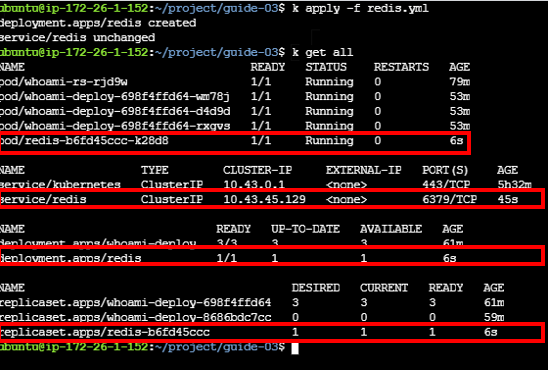 ubuntu@ip-172-26-1-152:~/project/guide-03$ k apply -f redis.yml
deployment.apps/redis created
service/redis unchanged
ubuntu@ip-172-26-1-152:~/project/guide-03$ k get all
NAME READY STATUS RESTARTS AGE
pod/whoami-rs-rjd9w 1/1 Running 0 79m
pod/whoami-deploy-698f4ffd64-wm78j 1/1 Running 0 53m
pod/whoami-deploy-698f4ffd64-d4d9d 1/1 Running 0 53m
pod/whoami-deploy-698f4ffd64-rxgvs 1/1 Running 0 53m
pod/redis-b6fd45ccc-k28d8 1/1 Running 0 6s
NAME TYPE CLUSTER-IP EXTERNAL-IP PORT(S) AGE
service/kubernetes ClusterIP 10.43.0.1 <none> 443/TCP 5h32m
service/redis ClusterIP 10.43.45.129 <none> 6379/TCP 45s
NAME READY UP-TO-DATE AVAILABLE AGE
deployment.apps/whoami-deploy 3/3 3 3 61m
deployment.apps/redis 1/1 1 1 6s
NAME DESIRED CURRENT READY AGE
replicaset.apps/whoami-deploy-698f4ffd64 3 3 3 61m
replicaset.apps/whoami-deploy-8686bdc7cc 0 0 0 59m
replicaset.apps/redis-b6fd45ccc 1 1 1 6s
ubuntu@ip-172-26-1-152:~/project/guide-03$